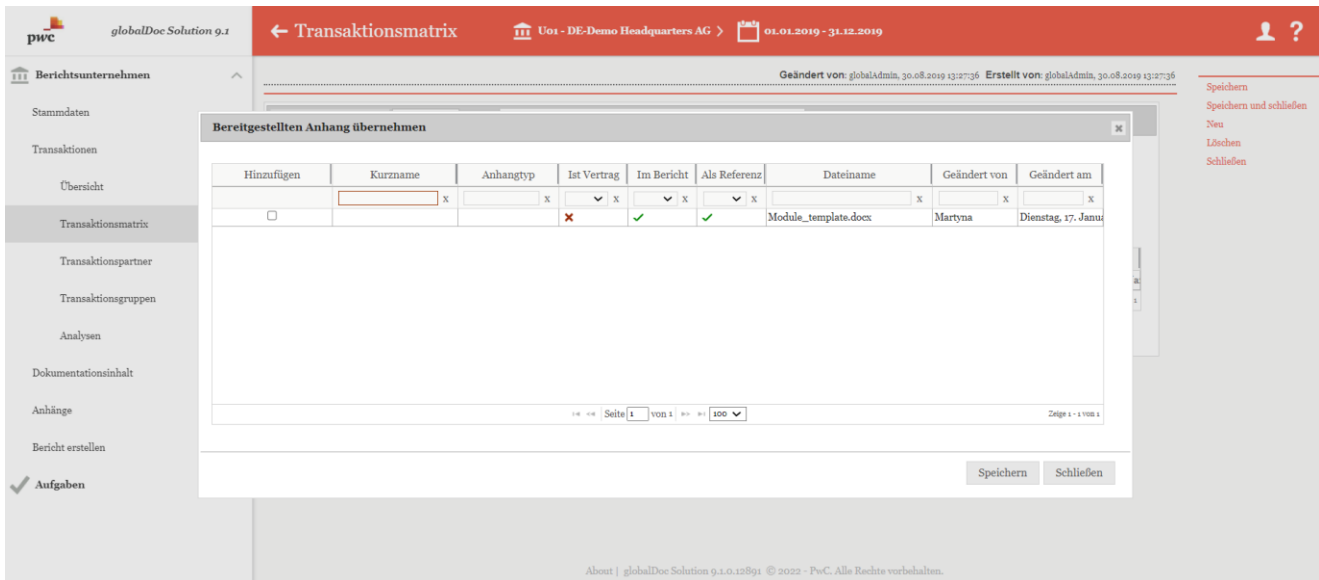 pwc
globalDoc Solution 9.1
← Transaktionsmatrix
U01 - DE-Demo Headquarters AG >
01.01.2019 - 31.12.2019
?
Berichtsunternehmen
Stammdaten
Transaktionen
Übersicht
Transaktionsmatrix
Transaktionspartner
Transaktionsgruppen
Analysen
Dokumentationsinhalt
Anhänge
Bericht erstellen
Aufgaben
Geändert von: globalAdmin, 30.08.2019 13:27:36 Erstellt von: globalAdmin, 30.08.2019 13:27:36
Speichern
Speichern und schließen
Neu
Löschen
Schließen
Bereitgestellten Anhang übernehmen
x
Hinzufügen Kurzname Anhangtyp Ist Vertrag Im Bericht Als Referenz Dateiname Geändert von Geändert am
x x x x x x x x
Module_template.docx Martyna Dienstag, 17. Janua
Seite 1 von 1 100 Zeige 1 - 1 von 1
Speichern Schließen
About | globalDoc Solution 9.1.0.12891 © 2022 - PwC. Alle Rechte vorbehalten.